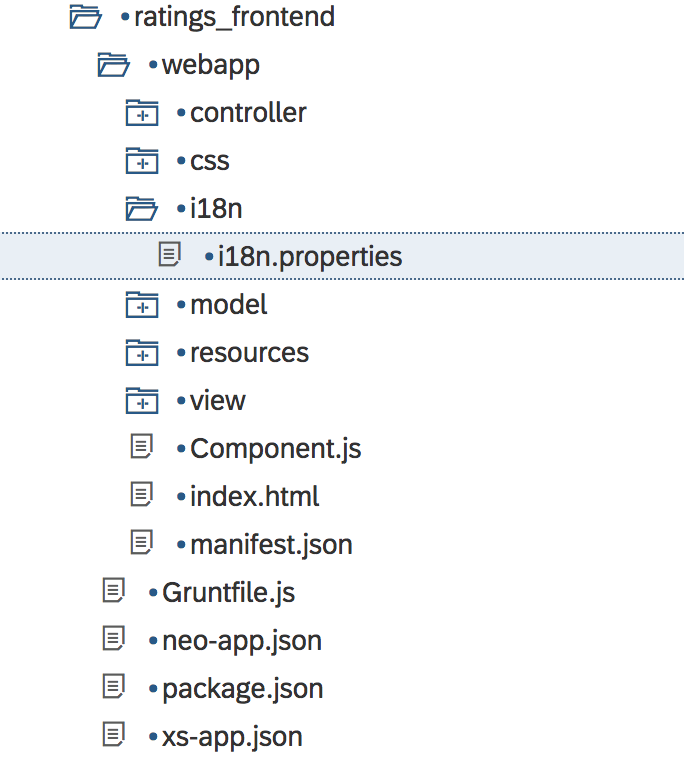 ratings_frontend
webapp
controller
css
i18n
i18n.properties
model
resources
view
Component.js
index.html
manifest.json
Gruntfile.js
neo-app.json
package.json
xs-app.json